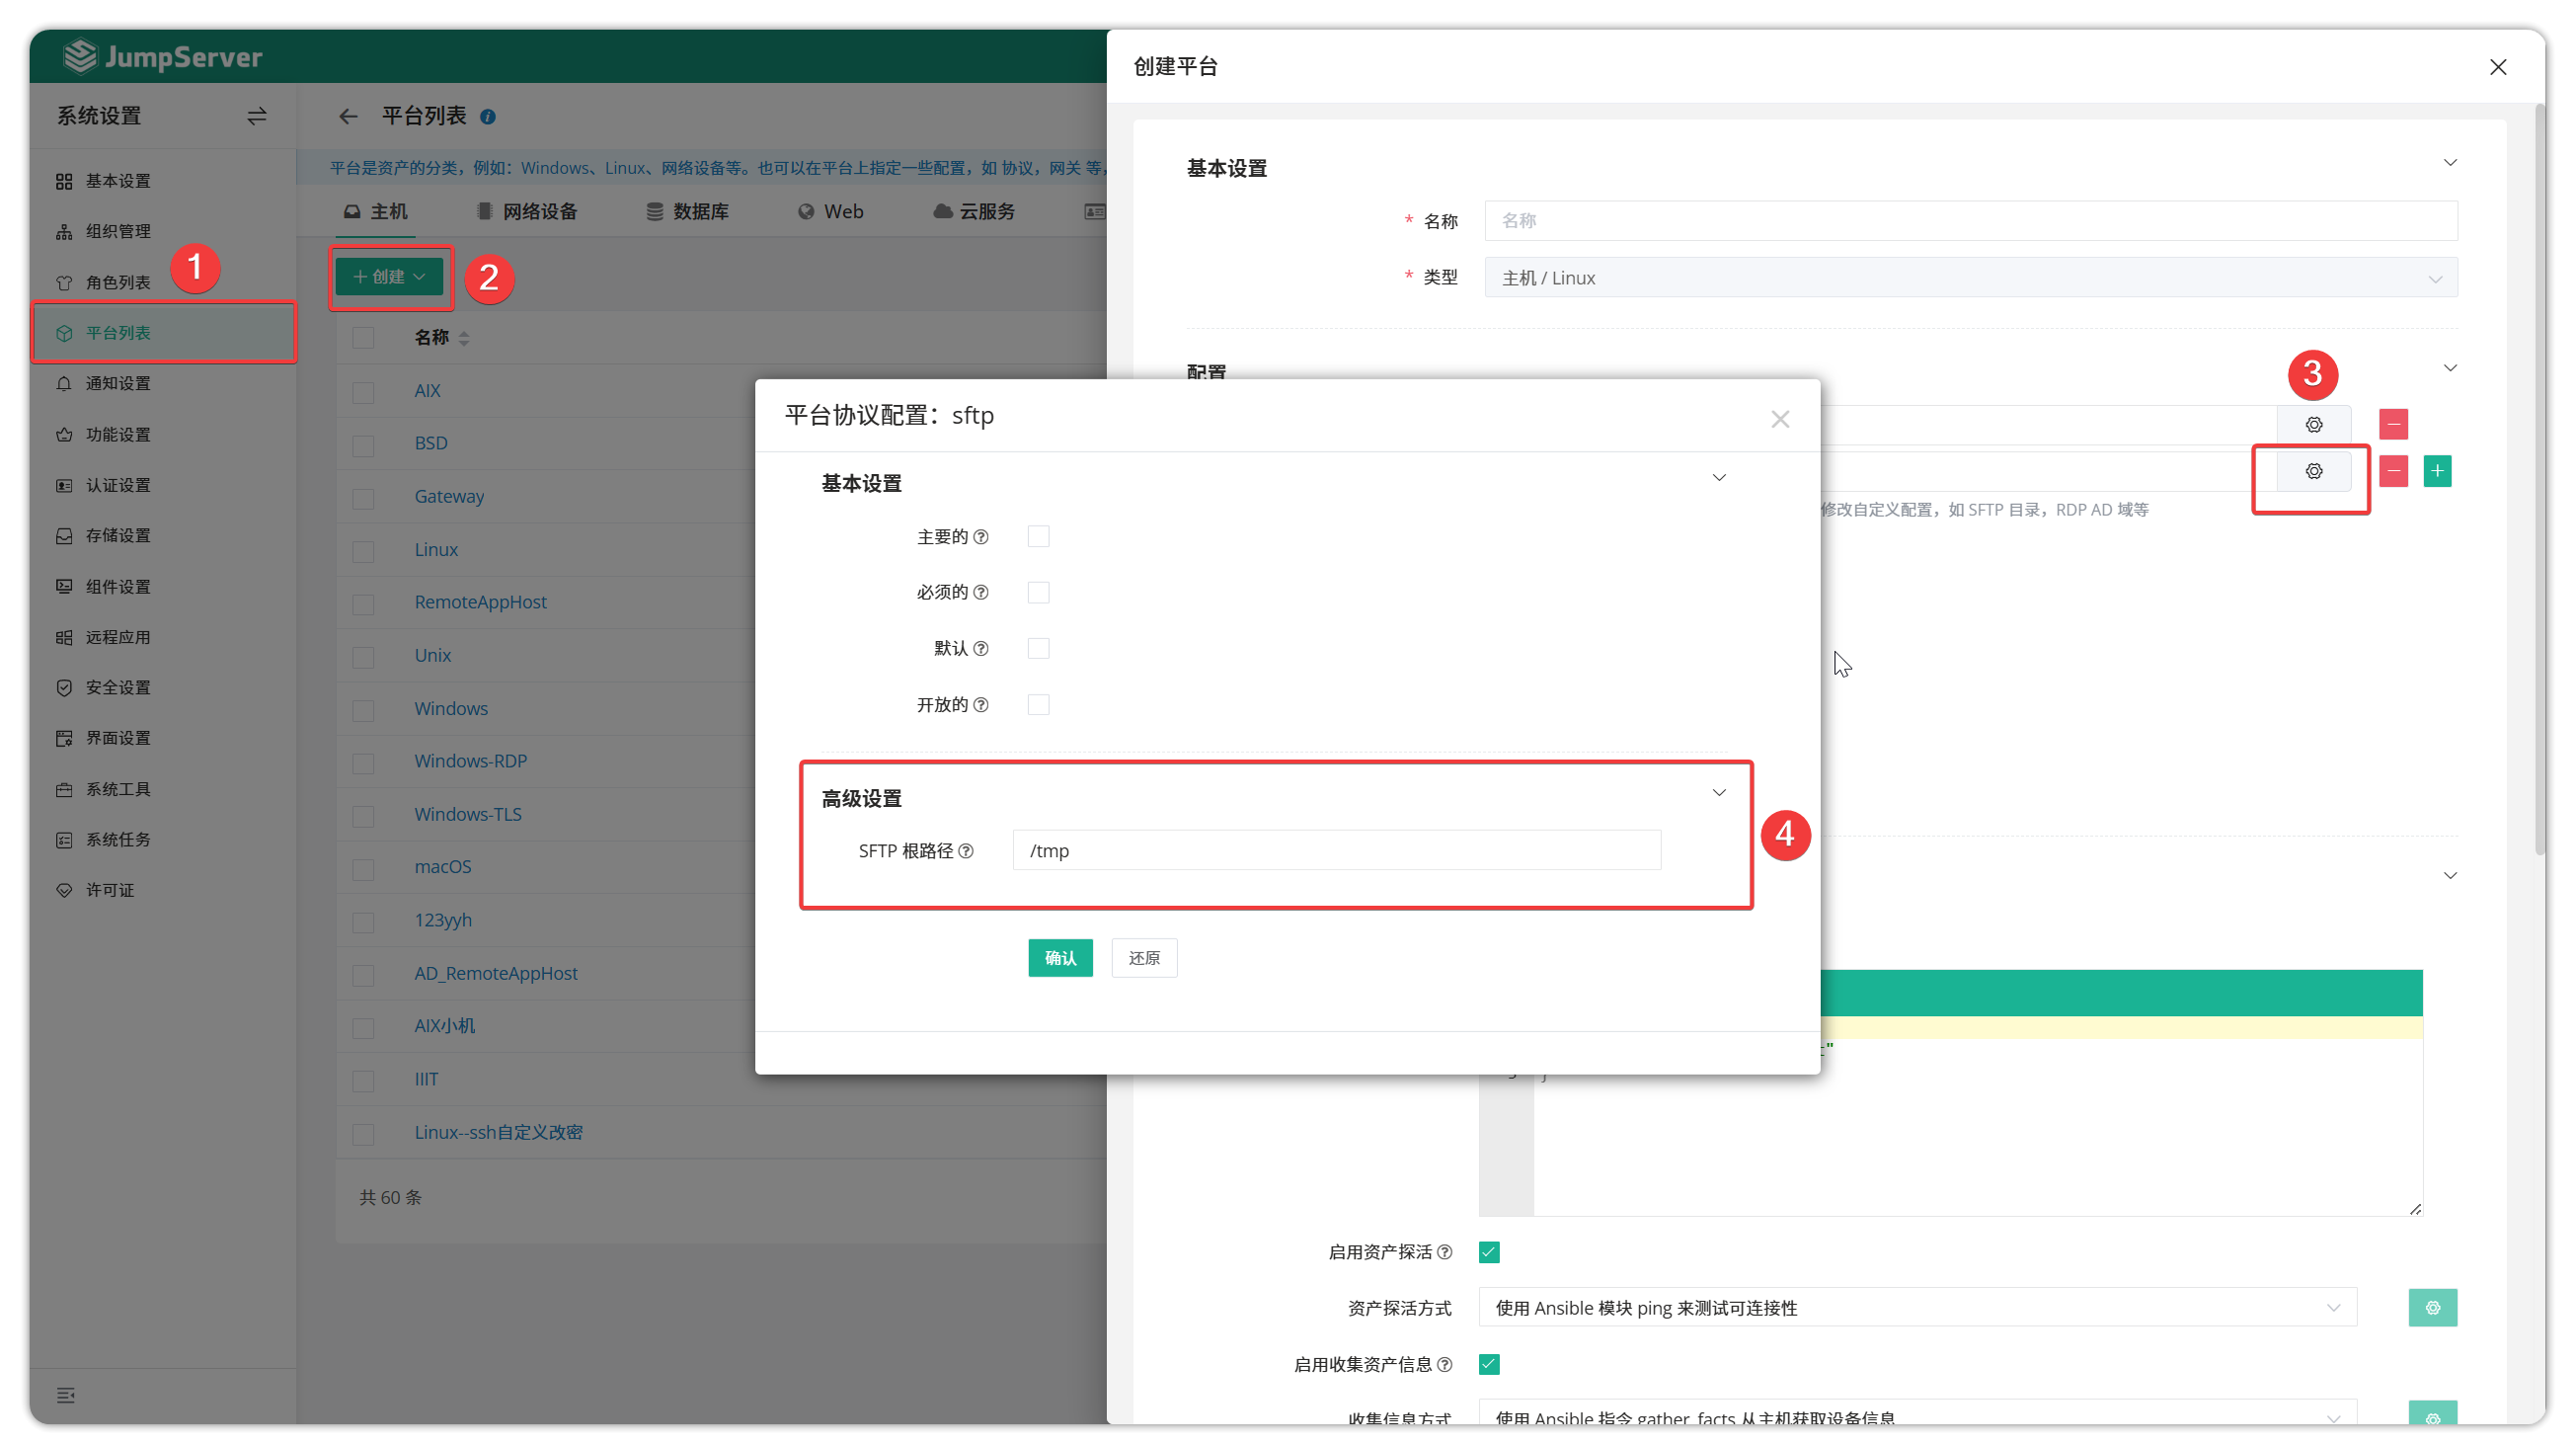 JumpServer
系统设置
基本设置
组织管理
角色列表
1
平台列表
通知设置
功能设置
认证设置
存储设置
组件设置
远程应用
安全设置
界面设置
系统工具
系统任务
许可证
平台列表
平台是资产的分类，例如：Windows、Linux、网络设备等。也可以在平台上指定一些配置，如 协议，网关 等，
主机 网络设备 数据库 Web 云服务
创建
2
名称
AIX
BSD
Gateway
Linux
RemoteAppHost
Unix
Windows
Windows-RDP
Windows-TLS
macOS
123yyh
AD_RemoteAppHost
AIX小机
IIIT
Linux--ssh自定义改密
共 60 条
创建平台
基本设置
* 名称 名称
* 类型 主机 / Linux
配置
3
修改自定义配置，如 SFTP 目录，RDP AD 域等
平台协议配置：sftp
基本设置
主要的
必须的
默认
开放的
高级设置
SFTP 根路径 /tmp
4
确认 还原
启用资产探活
资产探活方式 使用 Ansible 模块 ping 来测试可连接性
启用收集资产信息
收集信息方式 使用 Ansible 指令 gather_facts 从主机获取设备信息